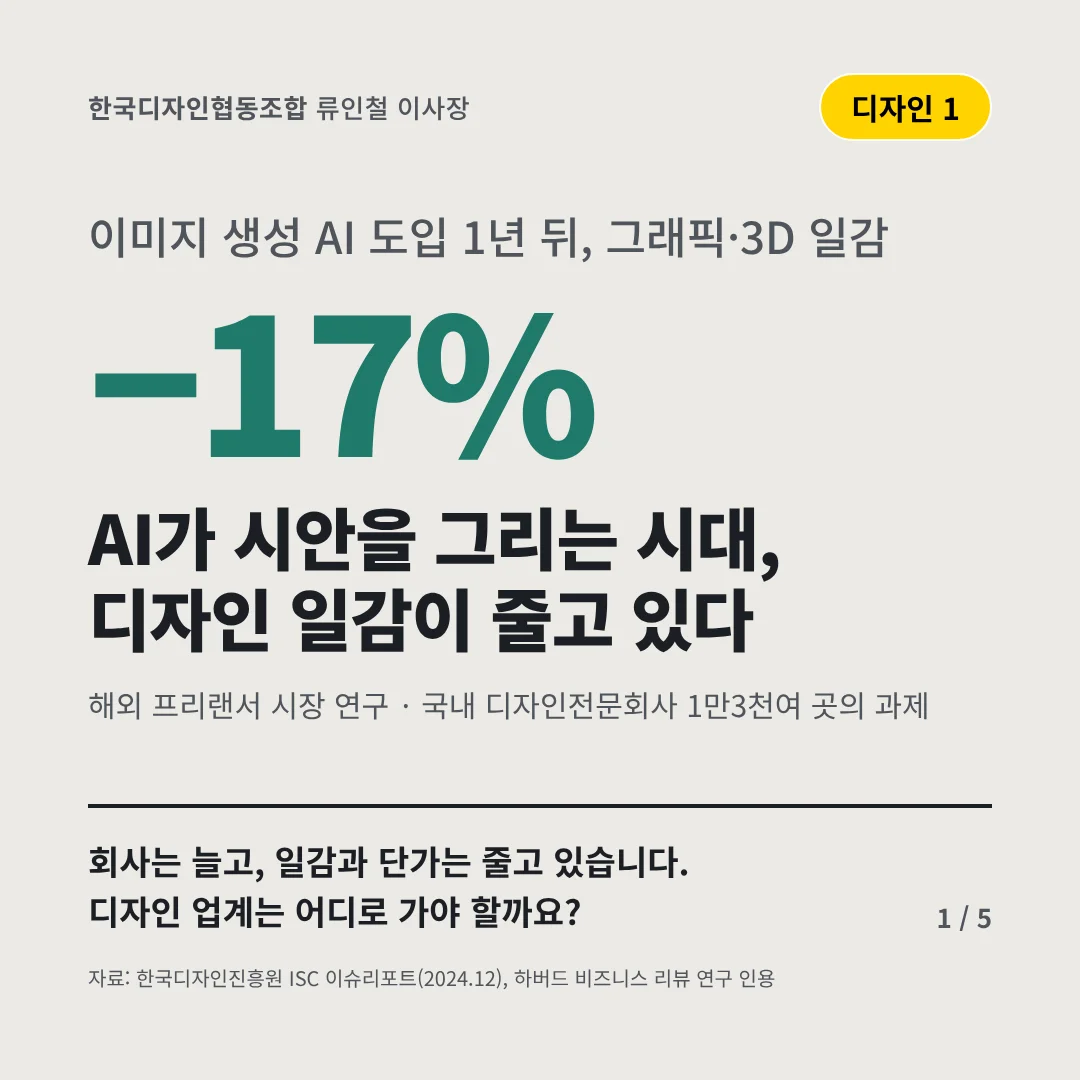 한국디자인협동조합 류인철 이사장
디자인 1
이미지 생성 AI 도입 1년 뒤, 그래픽·3D 일감
−17%
AI가 시안을 그리는 시대,
디자인 일감이 줄고 있다
해외 프리랜서 시장 연구 · 국내 디자인전문회사 1만3천여 곳의 과제
회사는 늘고, 일감과 단가는 줄고 있습니다.
디자인 업계는 어디로 가야 할까요?
1 / 5
자료: 한국디자인진흥원 ISC 이슈리포트(2024.12), 하버드 비즈니스 리뷰 연구 인용